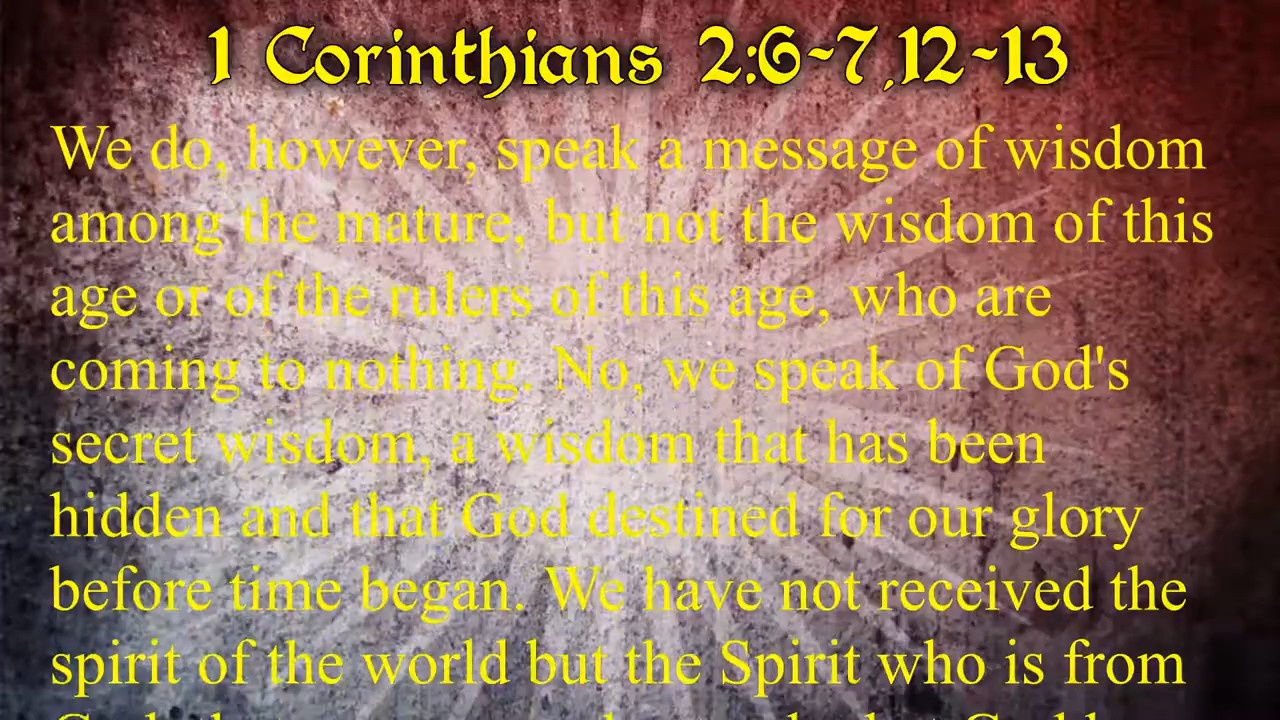 1 Corinthians 2:6~7,12~13
We do, however, speak a message of wisdom
among the mature, but not the wisdom of this
age or of the rulers of this age, who are
coming to nothing. No, we speak of God's
secret wisdom, a wisdom that has been
hidden and that God destined for our glory
before time began. We have not received the
spirit of the world but the Spirit who is from